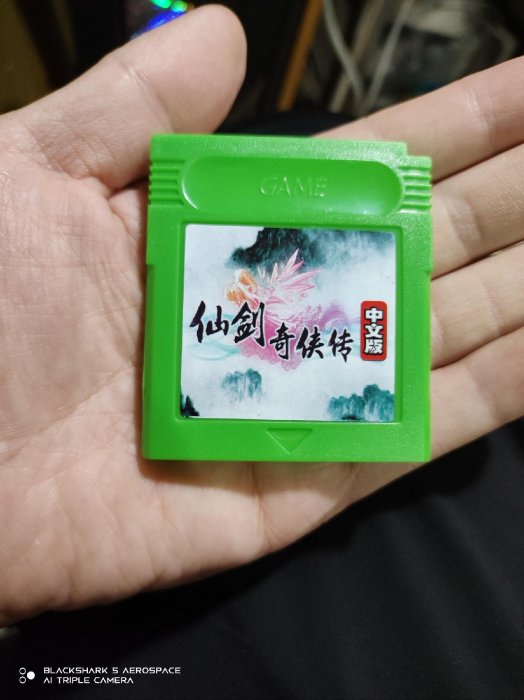 GAME
仙剑奇侠传
中文版
BLACKSHARK 5 AEROSPACE
AI TRIPLE CAMERA